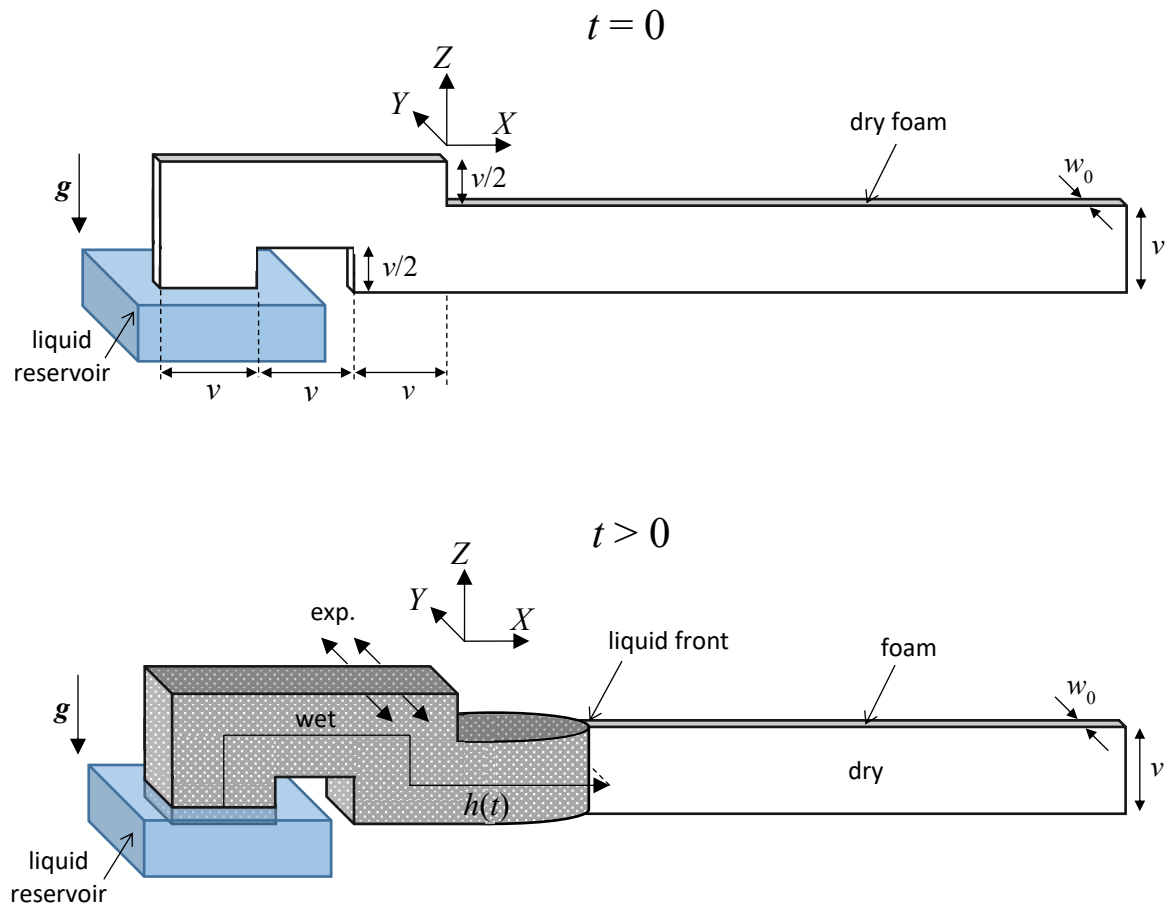 t = 0
Z
Y
X
dry foam
w0
g
v/2
v
v/2
liquid
reservoir
v
v
v
t > 0
Z
Y
X
exp.
liquid front
foam
w0
g
wet
dry
v
h(t)
liquid
reservoir